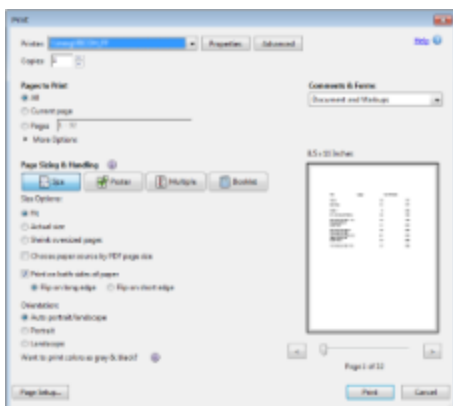 Print
Printer: Properties Advanced Help
Copies:
Pages to Print
All
Current page
Pages
More Options
Comments & Forms
Document and Markups
Page Sizing & Handling
Size Poster Multiple Booklet
Size Options:
Fit
Actual size
Shrink oversized pages
Choose paper source by PDF page size
Print on both sides of paper
Flip on long edge Flip on short edge
Orientation:
Auto portrait/landscape
Portrait
Landscape
Want to print colors as gray & black?
Inches
Page 1 of
Page Setup... Print Cancel